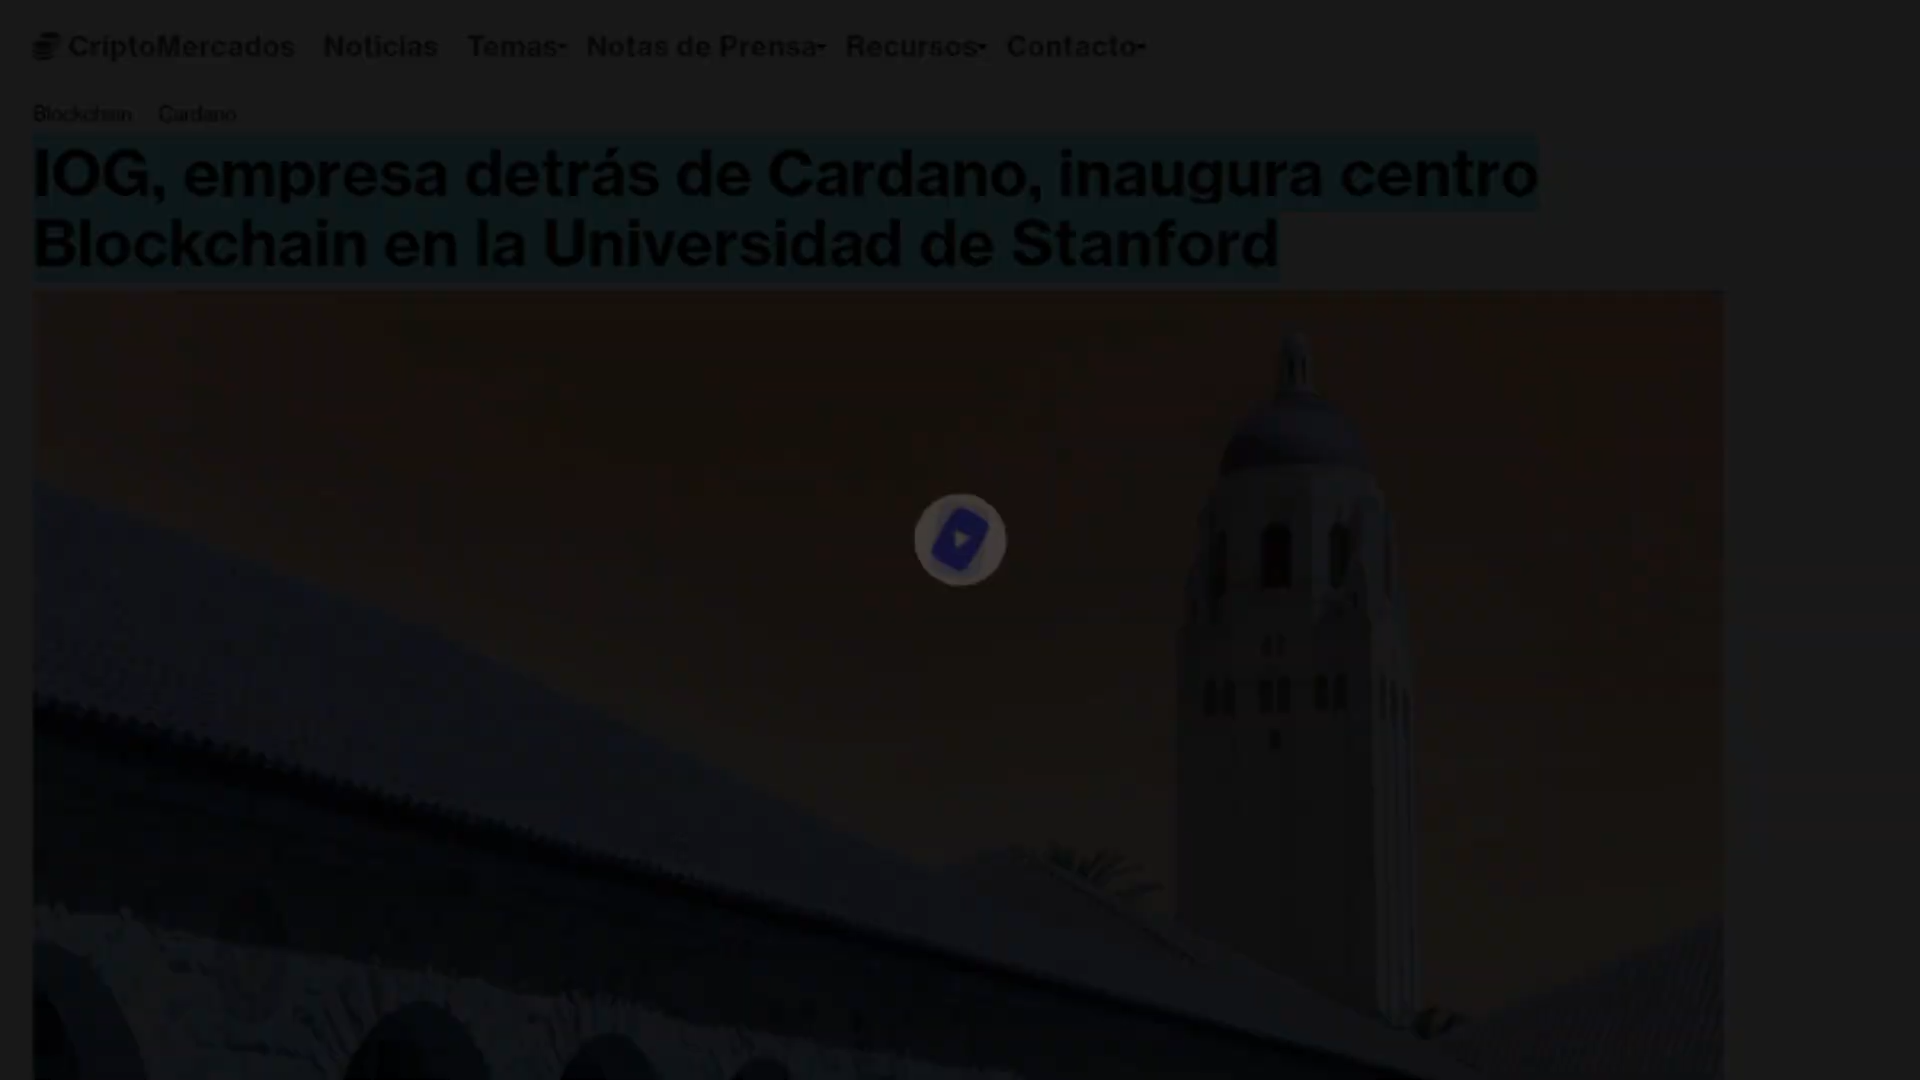 CriptoMercados Noticias Temas Notas de Prensa Recursos Contacto
Blockchain Cardano
IOG, empresa detrás de Cardano, inaugura centro
Blockchain en la Universidad de Stanford